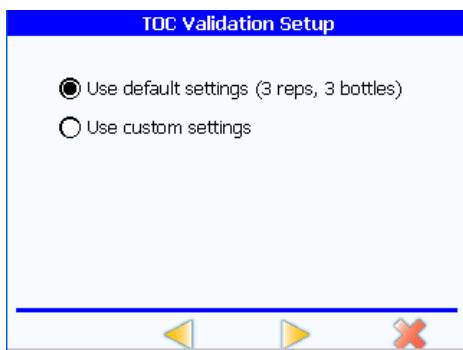 TOC Validation Setup
Use default settings (3 reps, 3 bottles)
Use custom settings